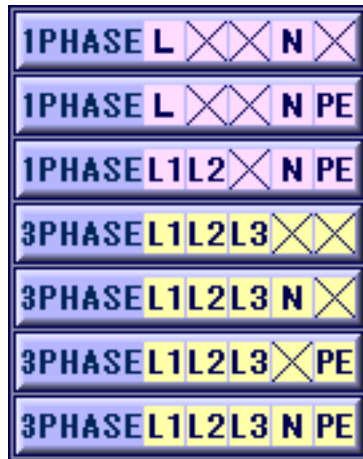 1PHASE L N
1PHASE L N PE
1PHASE L1 L2 N PE
3PHASE L1 L2 L3
3PHASE L1 L2 L3 N
3PHASE L1 L2 L3 PE
3PHASE L1 L2 L3 N PE